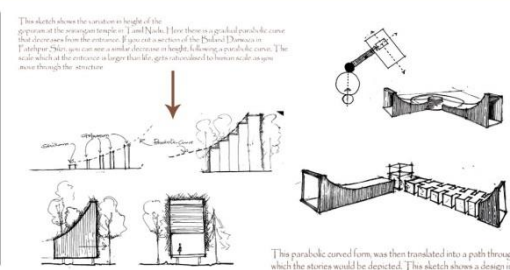 This sketch shows the variation in height of the
gopuram at the srirangam temple in Tamil Nadu. Here there is a gradual parabolic curve
that decreases from the entrance. If you cut a section of the Buland Darwaza in
Fatehpur Sikri, you can see a similar decrease in height, following a parabolic curve. The
scale which at the entrance is larger than life, gets rationalised to human scale as you
move through the structure
This parabolic curved form, was then translated into a path throug
which the stories would be depicted. This sketch shows a design i